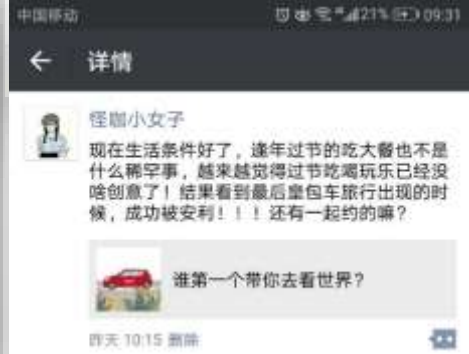 中国移动 21% 09:31
详情
怪咖小女子
现在生活条件好了，逢年过节的吃大餐也不是
什么稀罕事，越来越觉得过节吃喝玩乐已经没
啥创意了！结果看到最后皇包车旅行出现的时
候，成功被安利！！！还有一起约的嘛？
谁第一个带你去看世界？
昨天 10:15 删除